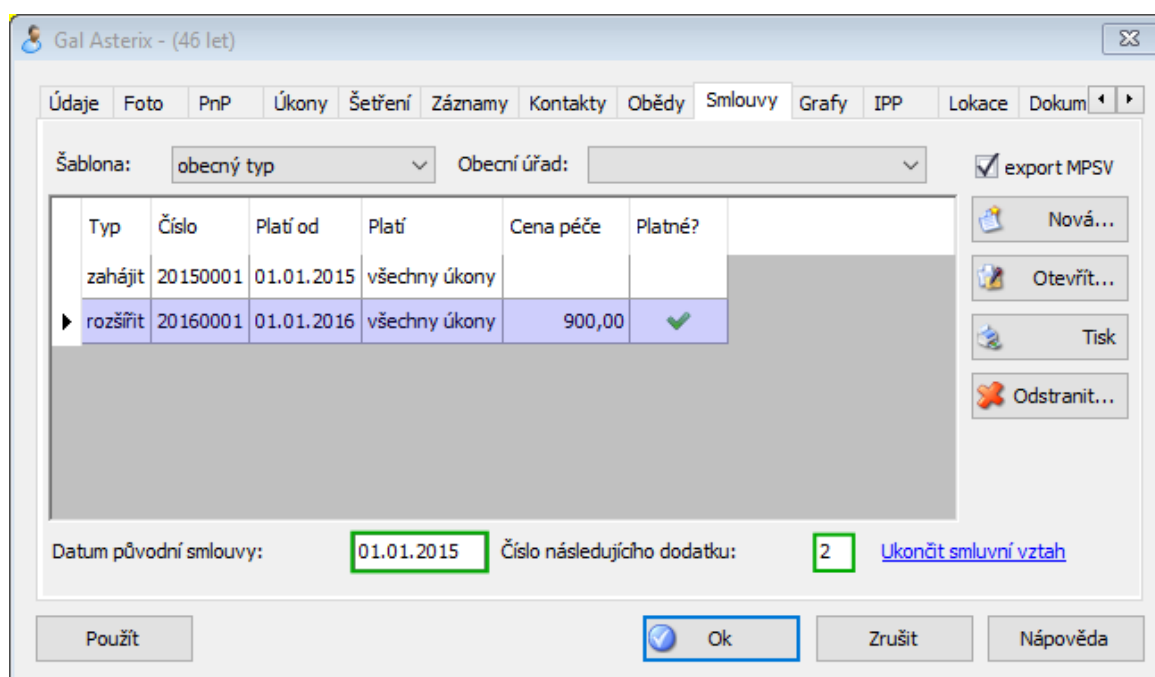 Gal Asterix - (46 let)
Údaje Foto PnP Úkony Šetření Záznamy Kontakty Obědy Smlouvy Grafy IPP Lokace Dokum
Šablona: obecný typ Obecní úřad: export MPSV
Typ Číslo Platí od Platí Cena péče Platné? Nová...
zahájit 20150001 01.01.2015 všechny úkony Otevřít...
rozšířit 20160001 01.01.2016 všechny úkony 900,00 Tisk
Odstranit...
Datum původní smlouvy: 01.01.2015 Číslo následujícího dodatku: 2 Ukončit smluvní vztah
Použít Ok Zrušit Nápověda